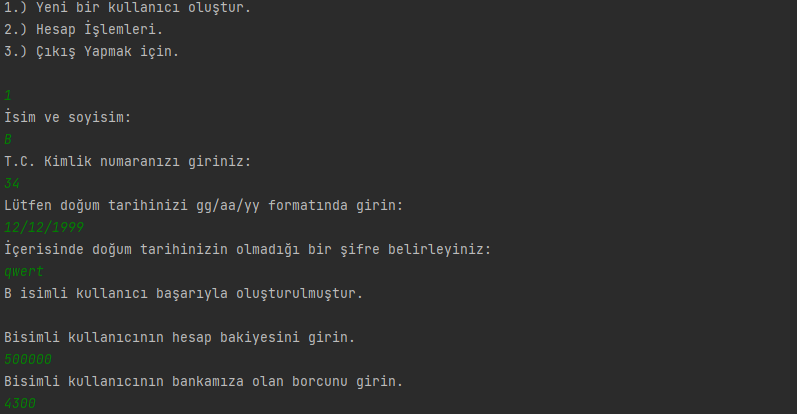 1.) Yeni bir kullanıcı oluştur.
2.) Hesap İşlemleri.
3.) Çıkış Yapmak için.
1
İsim ve soyisim:
B
T.C. Kimlik numaranızı giriniz:
34
Lütfen doğum tarihinizi gg/aa/yy formatında girin:
12/12/1999
İçerisinde doğum tarihinizin olmadığı bir şifre belirleyiniz:
qwert
B isimli kullanıcı başarıyla oluşturulmuştur.
Bisimli kullanıcının hesap bakiyesini girin.
500000
Bisimli kullanıcının bankamıza olan borcunu girin.
4300